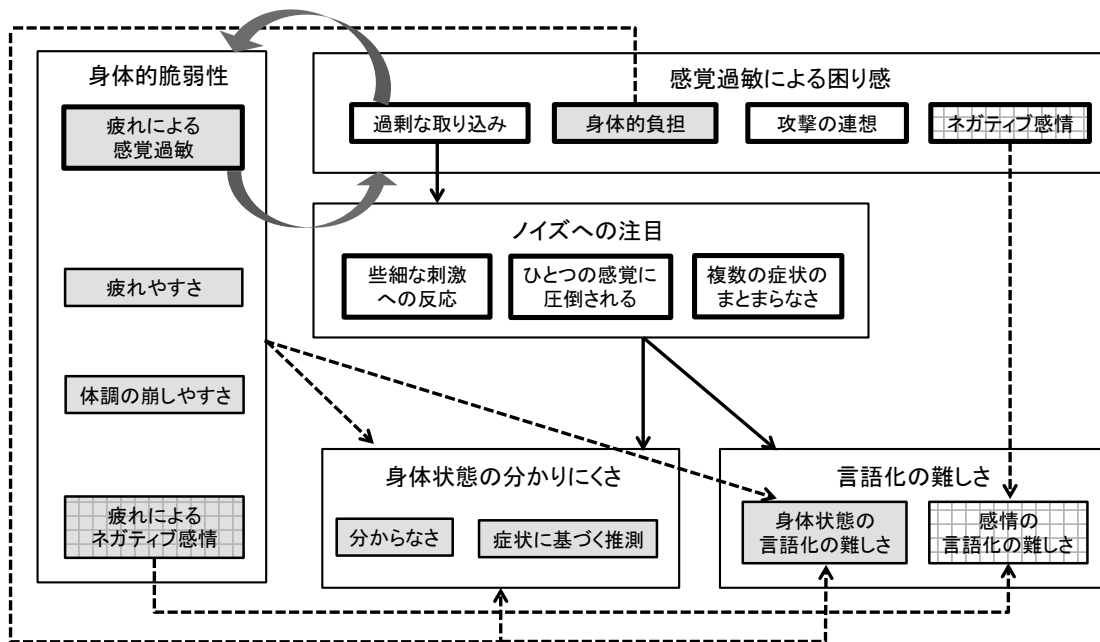 身体的脆弱性
疲れによる
感覚過敏
疲れやすさ
体調の崩しやすさ
疲れによる
ネガティブ感情
感覚過敏による困り感
過剰な取り込み
身体的負担
攻撃の連想
ネガティブ感情
ノイズへの注目
些細な刺激
への反応
ひとつの感覚に
圧倒される
複数の症状の
まとまらなさ
身体状態の分かりにくさ
分からなさ
症状に基づく推測
言語化の難しさ
身体状態の
言語化の難しさ
感情の
言語化の難しさ